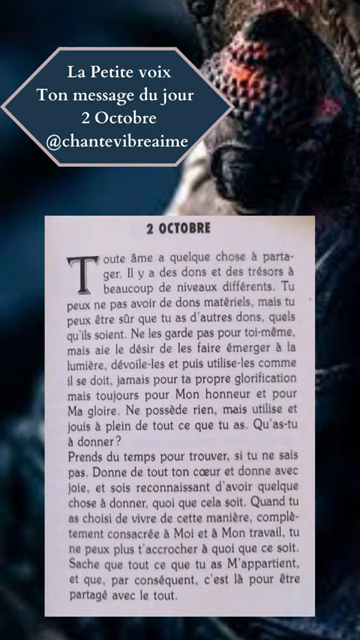 La Petite voix
Ton message du jour
2 Octobre
@chantevibreaime
2 OCTOBRE
Toute âme a quelque chose à parta-
ger. Il y a des dons et des trésors à
beaucoup de niveaux différents. Tu
peux ne pas avoir de dons matériels, mais tu
peux être sûr que tu as d'autres dons, quels
qu'ils soient. Ne les garde pas pour toi-même,
mais aie le désir de les faire émerger à la
lumière, dévoile-les et puis utilise-les comme
il se doit, jamais pour ta propre glorification
mais toujours pour Mon honneur et pour
Ma gloire. Ne possède rien, mais utilise et
jouis à plein de tout ce que tu as. Qu'as-tu
à donner?
Prends du temps pour trouver, si tu ne sais
pas. Donne de tout ton cœur et donne avec
joie, et sois reconnaissant d'avoir quelque
chose à donner, quoi que cela soit. Quand tu
as choisi de vivre de cette manière, complè-
tement consacrée à Moi et à Mon travail, tu
ne peux plus t'accrocher à quoi que ce soit.
Sache que tout ce que tu as M'appartient,
et que, par conséquent, c'est là pour être
partagé avec le tout.